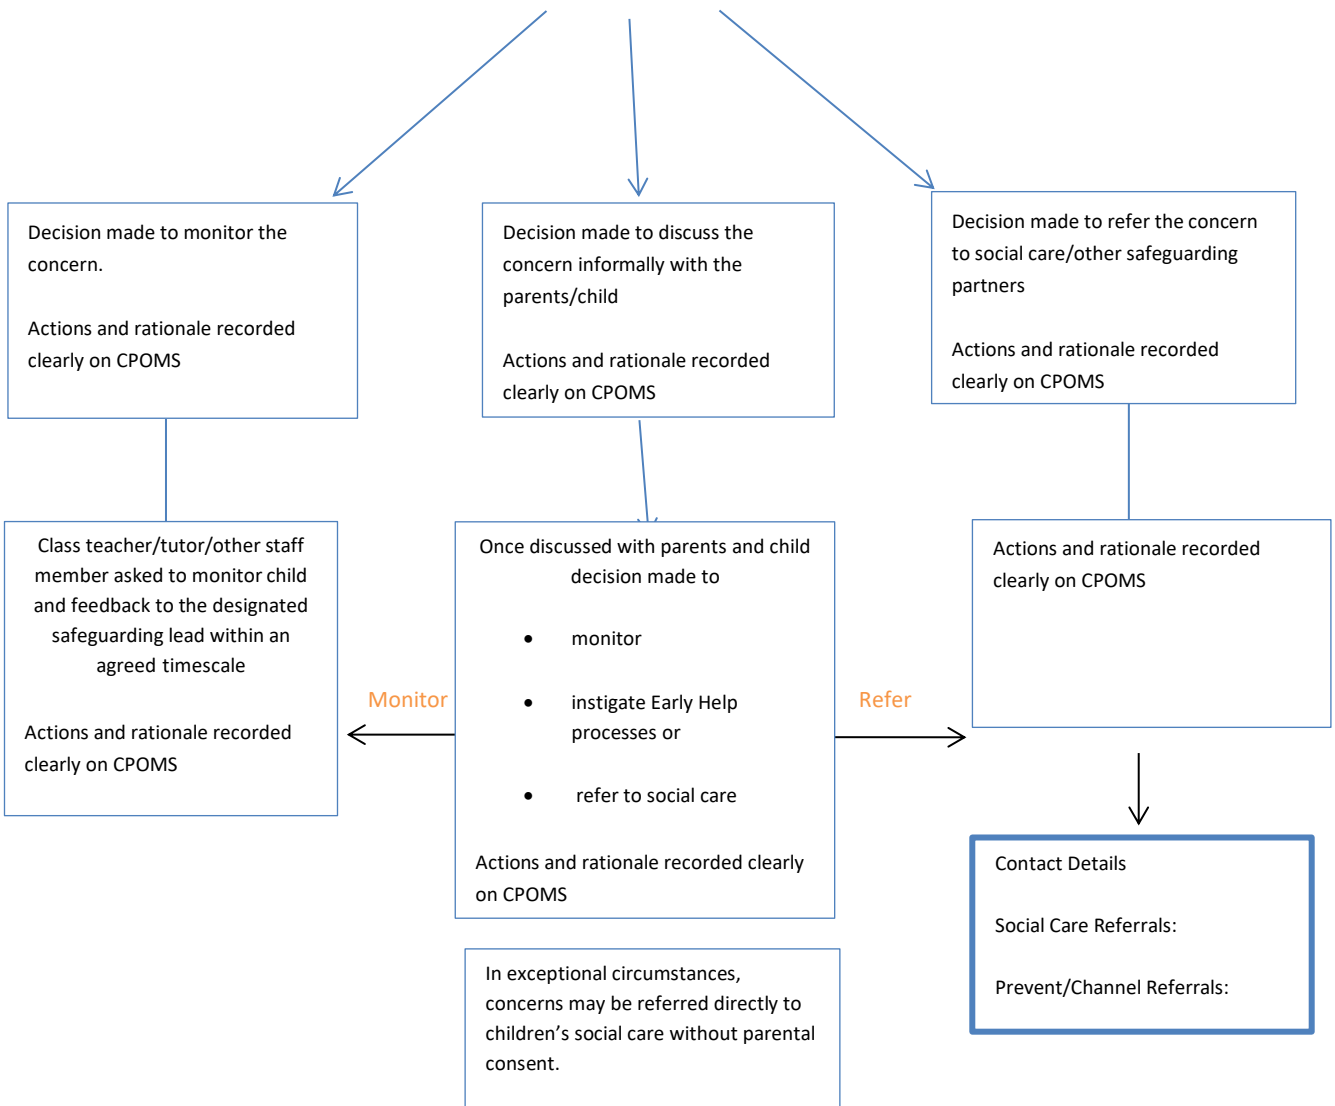 Decision made to monitor the
concern.
Actions and rationale recorded
clearly on CPOMS
Decision made to discuss the
concern informally with the
parents/child
Actions and rationale recorded
clearly on CPOMS
Decision made to refer the concern
to social care/other safeguarding
partners
Actions and rationale recorded
clearly on CPOMS
Class teacher/tutor/other staff
member asked to monitor child
and feedback to the designated
safeguarding lead within an
agreed timescale
Actions and rationale recorded
clearly on CPOMS
Monitor
Once discussed with parents and child
decision made to
• monitor
• instigate Early Help
processes or
• refer to social care
Actions and rationale recorded clearly
on CPOMS
Refer
Actions and rationale recorded
clearly on CPOMS
Contact Details
Social Care Referrals:
Prevent/Channel Referrals:
In exceptional circumstances,
concerns may be referred directly to
children’s social care without parental
consent.